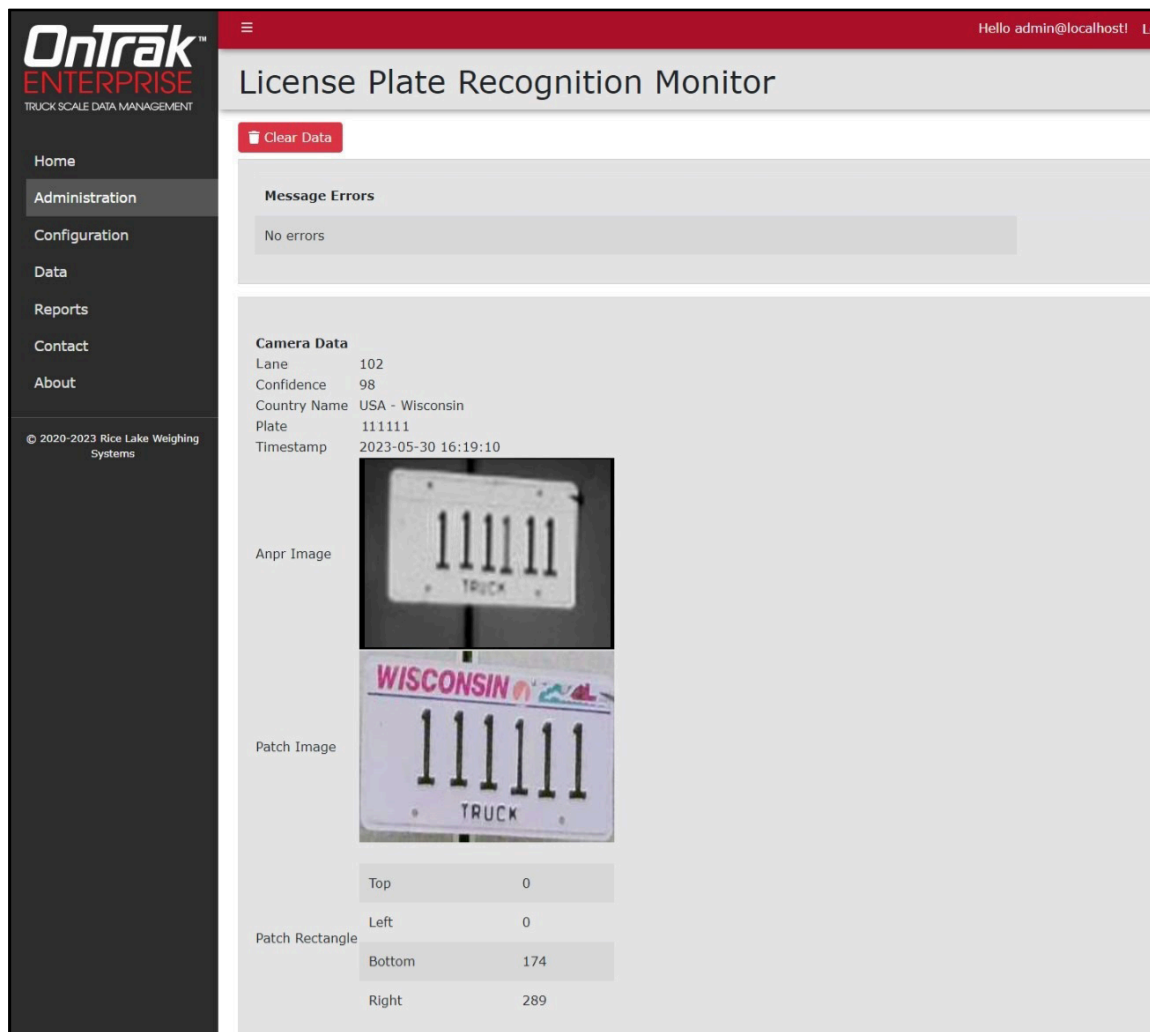 OnTrak™
ENTERPRISE
TRUCK SCALE DATA MANAGEMENT
Home
Administration
Configuration
Data
Reports
Contact
About
© 2020-2023 Rice Lake Weighing
Systems
Hello admin@localhost! L
License Plate Recognition Monitor
Clear Data
Message Errors
No errors
Camera Data
Lane 102
Confidence 98
Country Name USA - Wisconsin
Plate 111111
Timestamp 2023-05-30 16:19:10
Anpr Image
111111
TRUCK
Patch Image
WISCONSIN
111111
TRUCK
Patch Rectangle
Top 0
Left 0
Bottom 174
Right 289